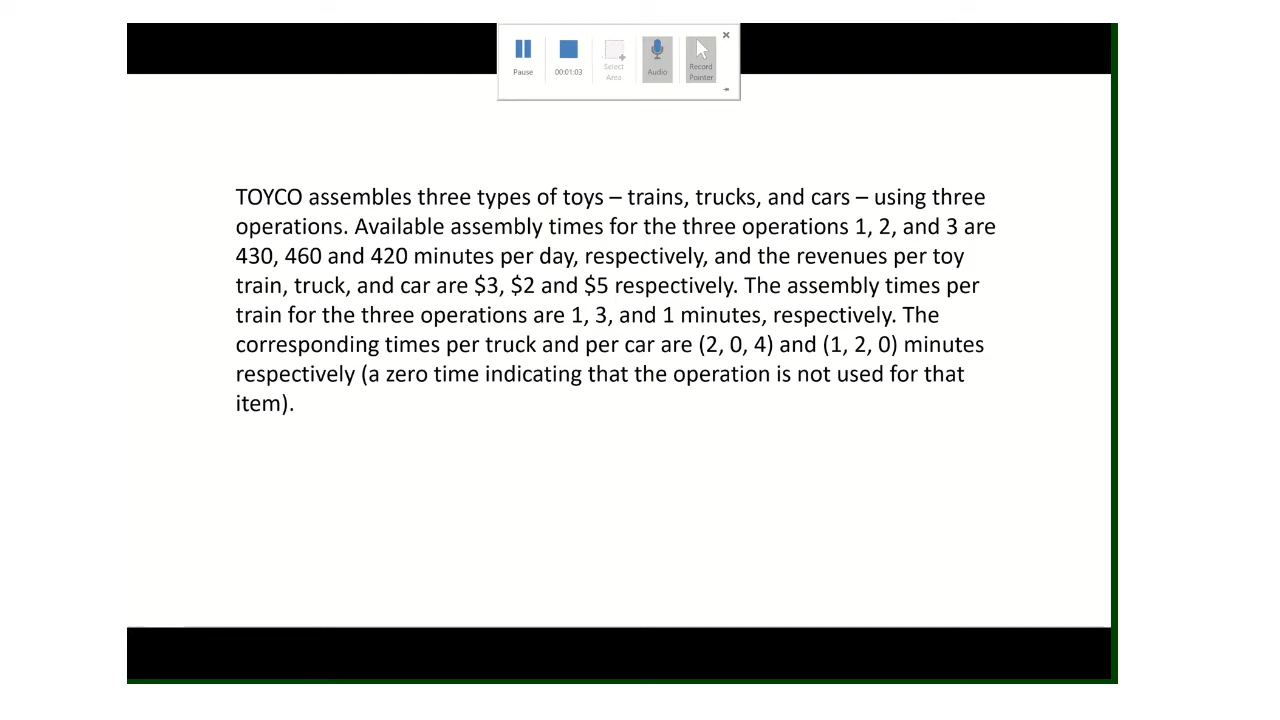 Pause
00:01:03
Select
Area
Audio
Record
Pointer
TOYCO assembles three types of toys – trains, trucks, and cars – using three
operations. Available assembly times for the three operations 1, 2, and 3 are
430, 460 and 420 minutes per day, respectively, and the revenues per toy
train, truck, and car are $3, $2 and $5 respectively. The assembly times per
train for the three operations are 1, 3, and 1 minutes, respectively. The
corresponding times per truck and per car are (2, 0, 4) and (1, 2, 0) minutes
respectively (a zero time indicating that the operation is not used for that
item).